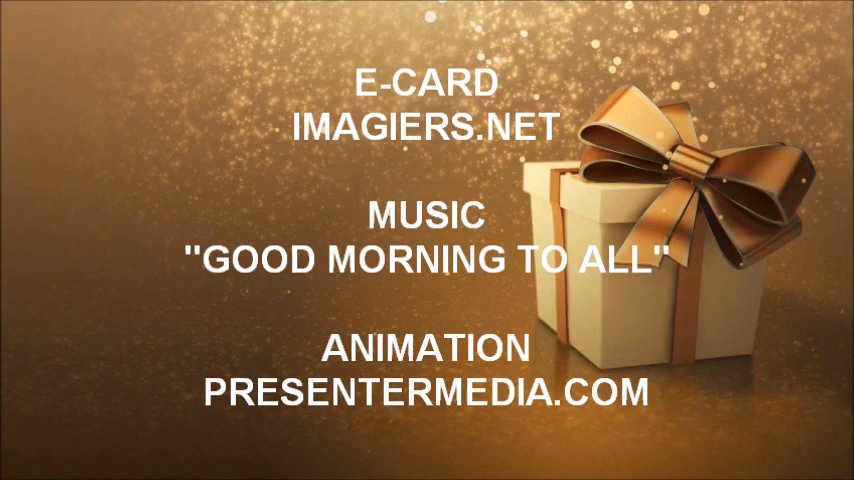 E-CARD
IMAGIERS.NET
MUSIC
"GOOD MORNING TO ALL"
ANIMATION
PRESENTERMEDIA.COM